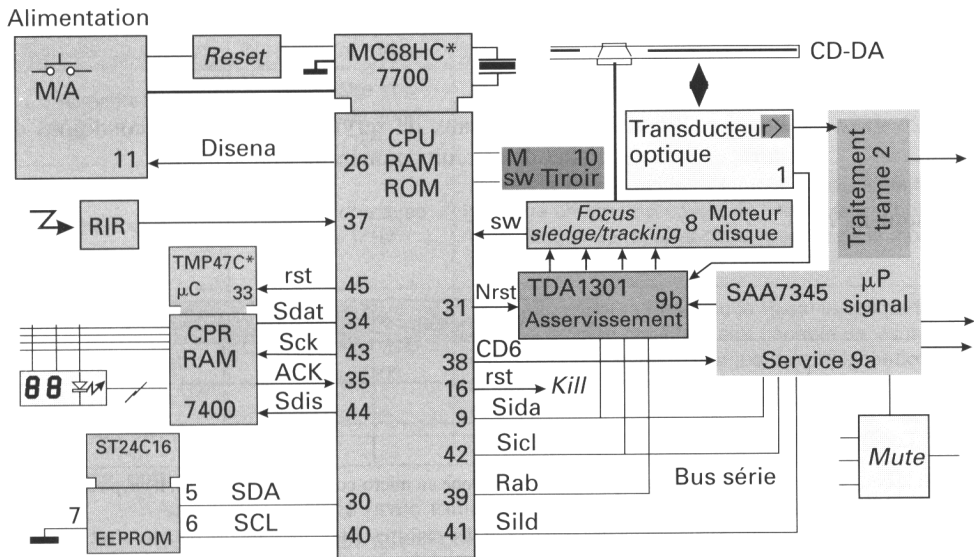 Alimentation
M/A
11
Reset
MC68HC*
7700
CD-DA
Disena
26
CPU
RAM
ROM
M 10
sw Tiroir
Transducteur
optique
1
Traitement
trame 2
RIR
37
sw
Focus
sledge/tracking
8
Moteur
disque
TMP47C*
µC 33
rst
45
31
Nrst
TDA1301
9b
Asservissement
SAA7345
µP
signal
Service 9a
CPR
RAM
7400
Sdat
34
Sck
43
ACK
35
Sdis
44
88
38
CD6
16
rst
Kill
9
Sida
42
Sicl
39
Rab
41
Sild
Bus série
Mute
ST24C16
7
EEPROM
5 SDA
30
6 SCL
40